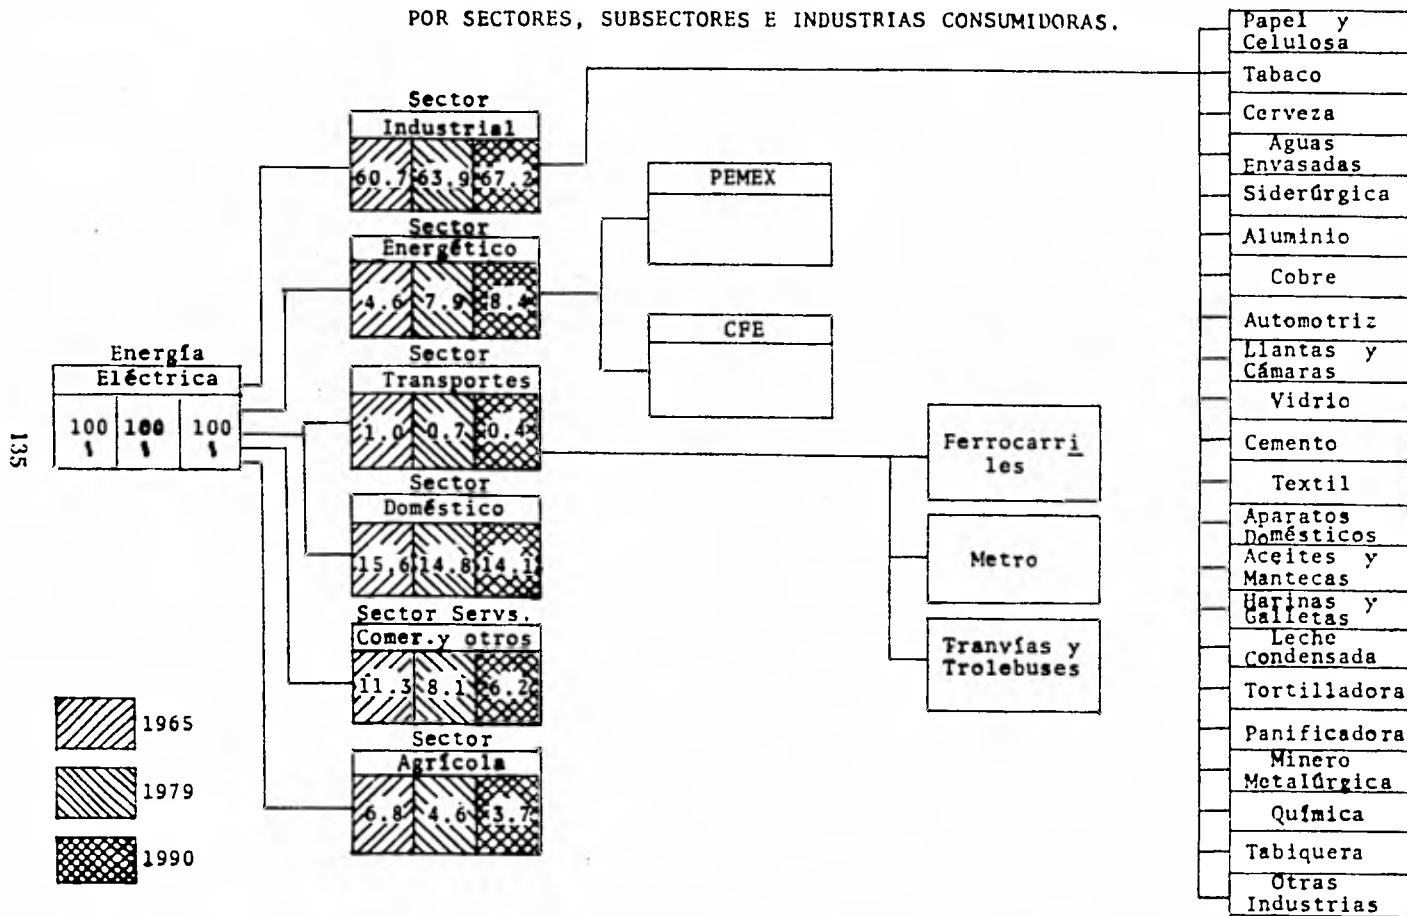 POR SECTORES, SUBSECTORES E INDUSTRIAS CONSUMIDORAS.
Sector
Industrial
60.7 63.9 67.2
Sector
Energético
4.6 7.9 8.4
Sector
Transportes
1.0 0.7 0.4
Sector
Doméstico
15.6 14.8 14.1
Sector Servs.
Comer.y otros
11.3 8.1 6.2
Sector
Agrícola
6.8 4.6 3.7
Energía
Eléctrica
100 100 100
% % %
135
1965
1979
1990
PEMEX
CFE
Ferrocarri
les
Metro
Tranvías y
Trolebuses
Papel y
Celulosa
Tabaco
Cerveza
Aguas
Envasadas
Siderúrgica
Aluminio
Cobre
Automotriz
Llantas y
Cámaras
Vidrio
Cemento
Textil
Aparatos
Domésticos
Aceites y
Mantecas
Harinas y
Galletas
Leche
Condensada
Tortilladora
Panificadora
Minero
Metalúrgica
Química
Tabiquera
Otras
Industrias